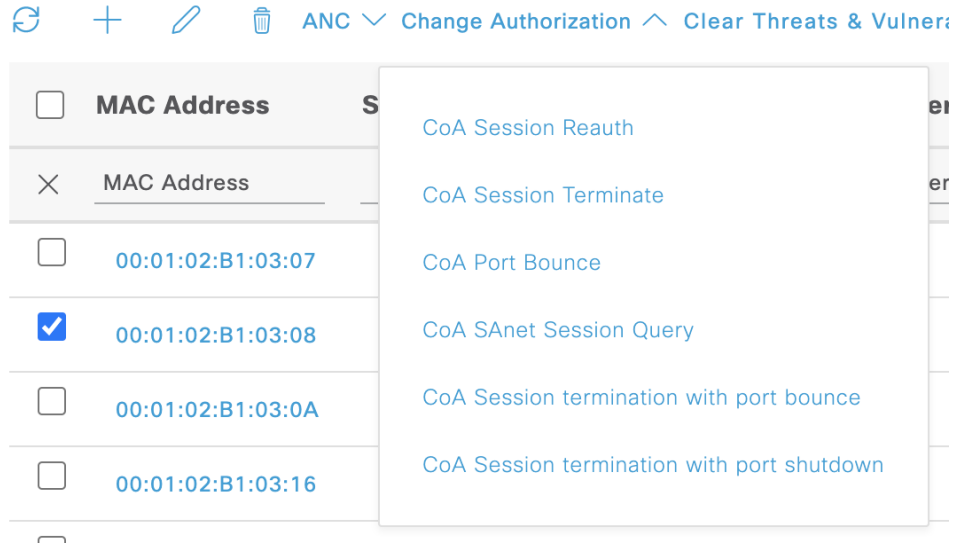 ANC Change Authorization Clear Threats & Vulnera
MAC Address S er
CoA Session Reauth
MAC Address er
CoA Session Terminate
00:01:02:B1:03:07 CoA Port Bounce
00:01:02:B1:03:08 CoA SAnet Session Query
00:01:02:B1:03:0A CoA Session termination with port bounce
00:01:02:B1:03:16 CoA Session termination with port shutdown